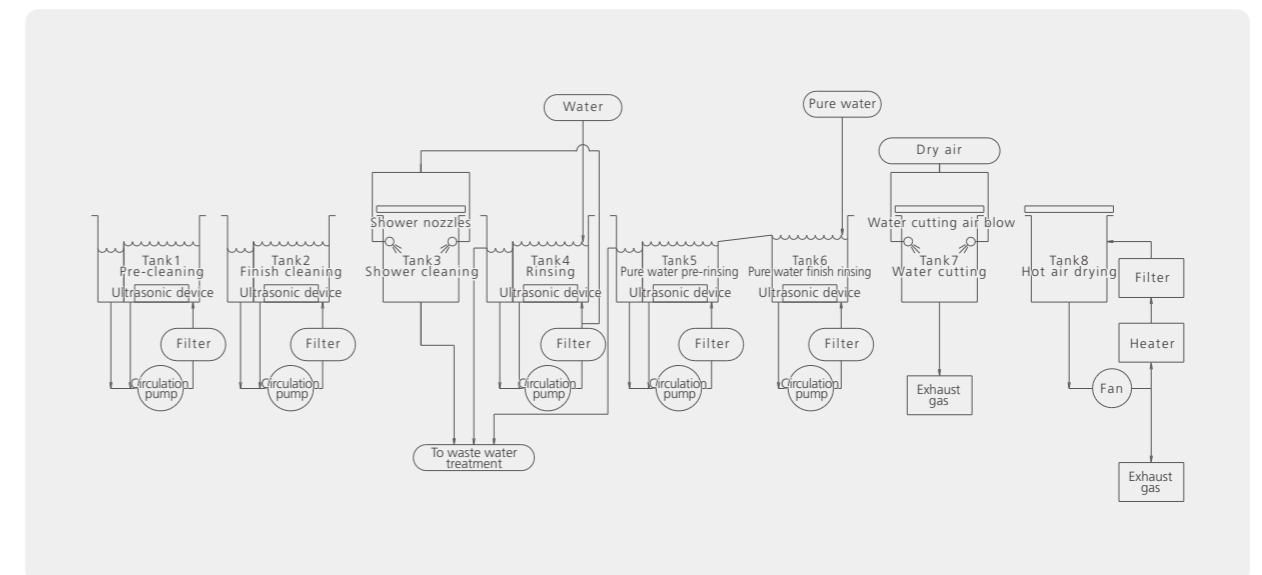 Water
Pure water
Dry air
Shower nozzles
Water cutting air blow
Tank1
Pre-cleaning
Ultrasonic device
Tank2
Finish cleaning
Ultrasonic device
Tank3
Shower cleaning
Tank4
Rinsing
Ultrasonic device
Tank5
Pure water pre-rinsing
Ultrasonic device
Tank6
Pure water finish rinsing
Ultrasonic device
Tank7
Water cutting
Tank8
Hot air drying
Filter
Filter
Filter
Filter
Filter
Filter
Heater
Circulation
pump
Circulation
pump
Circulation
pump
Circulation
pump
Circulation
pump
Exhaust
gas
Fan
To waste water
treatment
Exhaust
gas